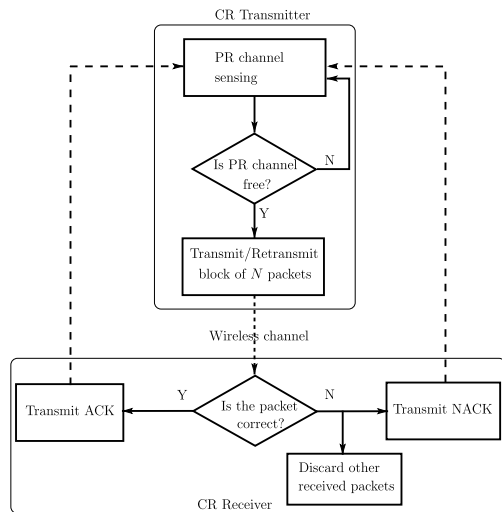 CR Transmitter
PR channel
sensing
Is PR channel
free?
N
Y
Transmit/Retransmit
block of N packets
Wireless channel
Y
Is the packet
correct?
N
Transmit ACK
Transmit NACK
Discard other
received packets
CR Receiver